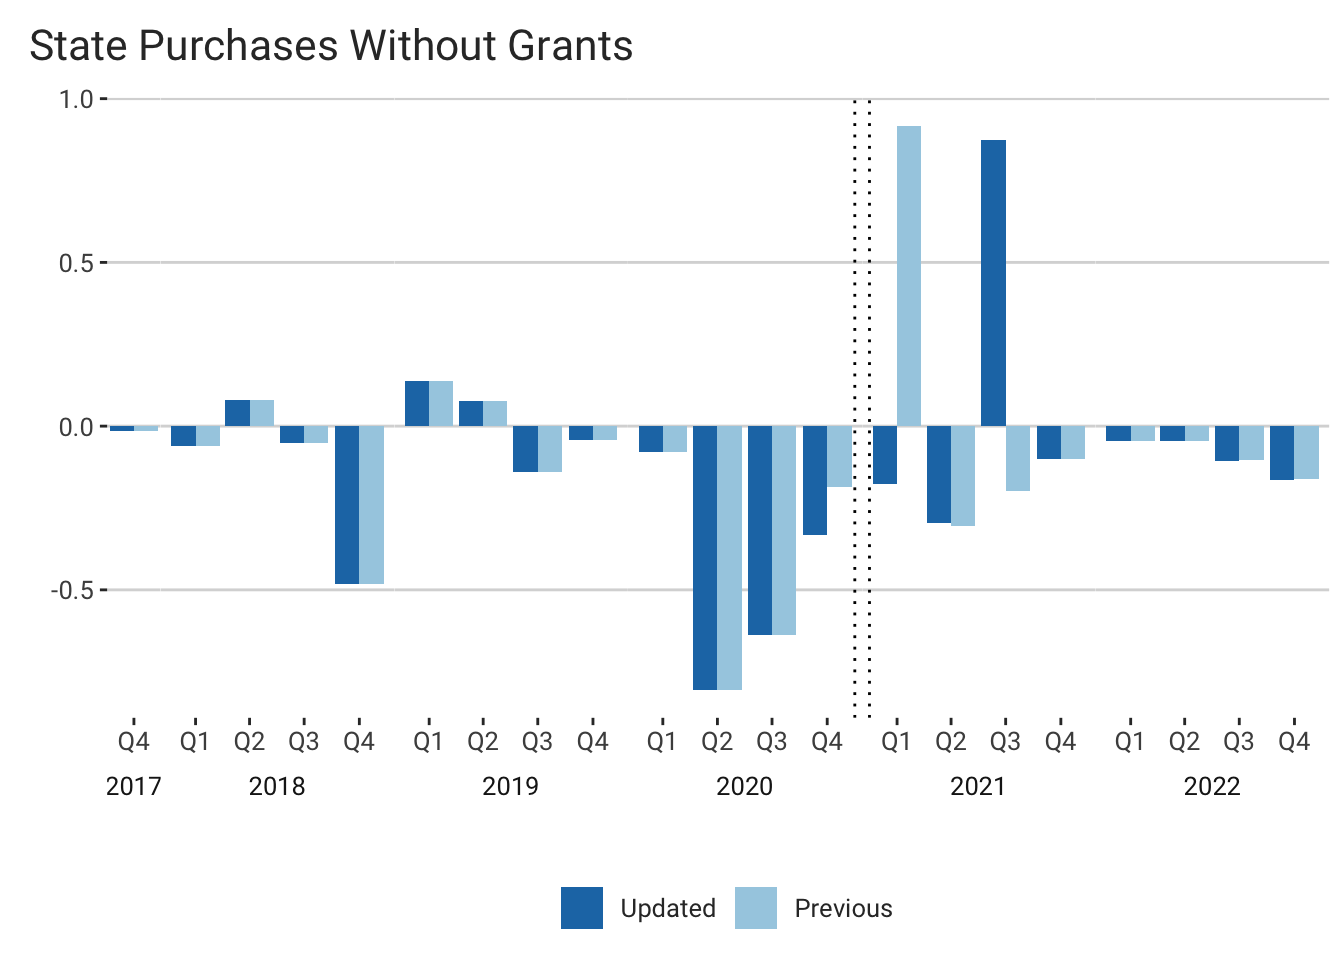 State Purchases Without Grants
1.0
0.5
0.0
-0.5
Q4 Q1 Q2 Q3 Q4 Q1 Q2 Q3 Q4 Q1 Q2 Q3 Q4 Q1 Q2 Q3 Q4 Q1 Q2 Q3 Q4
2017 2018 2019 2020 2021 2022
Updated Previous